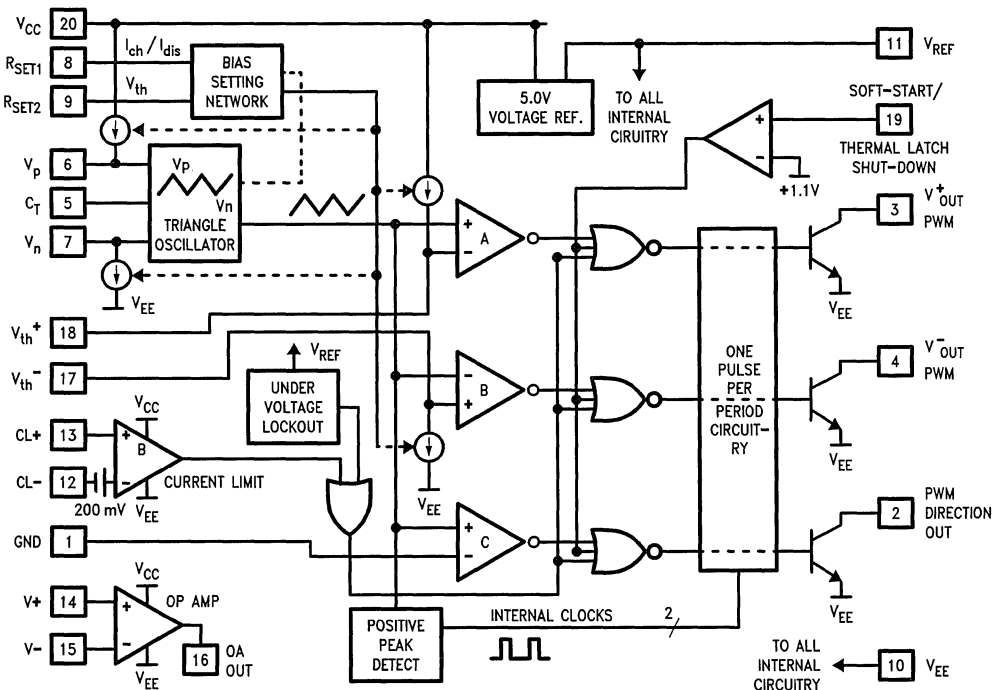 V_CC 20
R_SET1 8
I_ch / I_dis
R_SET2 9
V_th
BIAS
SETTING
NETWORK
5.0V
VOLTAGE REF.
TO ALL
INTERNAL
CIRUITRY
11 V_REF
SOFT-START/
19
THERMAL LATCH
SHUT-DOWN
+
−
+1.1V
V_p 6
C_T 5
V_n 7
V_p
V_n
TRIANGLE
OSCILLATOR
V_EE
V_th+ 18
V_th− 17
+
−
A
3 V+OUT
PWM
V_EE
V_REF
UNDER
VOLTAGE
LOCKOUT
−
+
B
V_EE
ONE
PULSE
PER
PERIOD
CIRCUIT-
RY
4 V−OUT
PWM
V_EE
CL+ 13
CL− 12
200 mV
V_CC
+
−
B
V_EE
CURRENT LIMIT
GND 1
+
−
C
2 PWM
DIRECTION
OUT
V_EE
V+ 14
V− 15
V_CC
OP AMP
+
−
V_EE
16 OA
OUT
POSITIVE
PEAK
DETECT
INTERNAL CLOCKS 2
TO ALL
INTERNAL
CIRCUITRY
10 V_EE